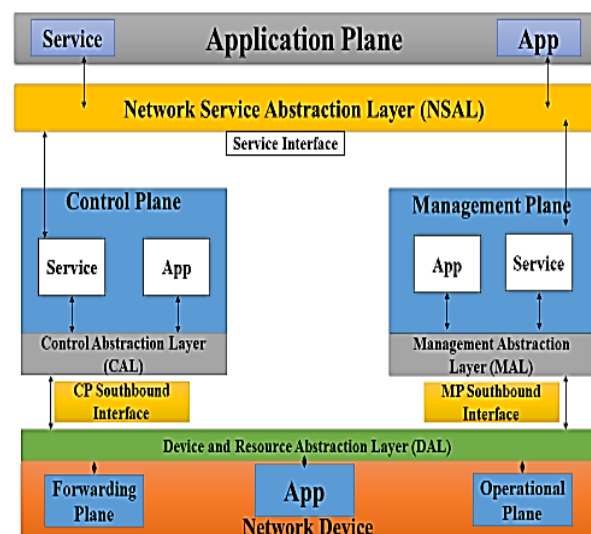 Service
Application Plane
App
Network Service Abstraction Layer (NSAL)
Service Interface
Control Plane
Service
App
Control Abstraction Layer
(CAL)
CP Southbound
Interface
Management Plane
App
Service
Management Abstraction
Layer (MAL)
MP Southbound
Interface
Device and Resource Abstraction Layer (DAL)
Forwarding
Plane
App
Operational
Plane
Network Device